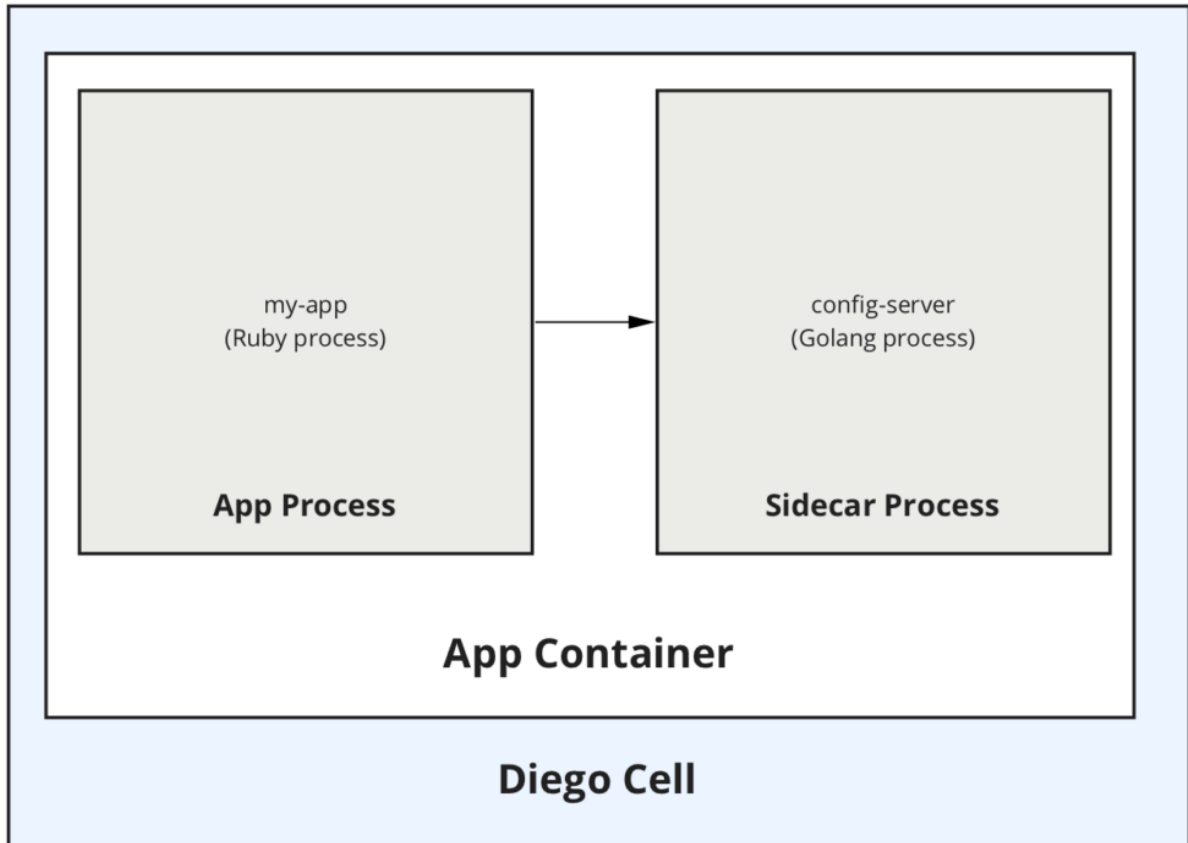 my-app
(Ruby process)
App Process
config-server
(Golang process)
Sidecar Process
App Container
Diego Cell